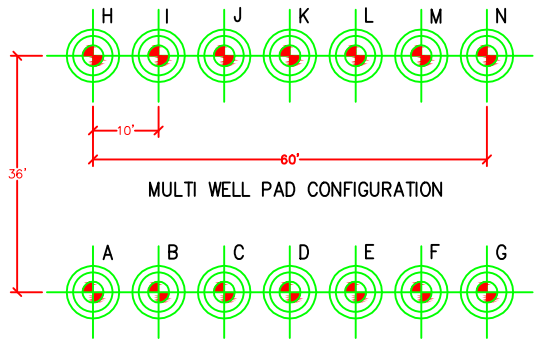 H I J K L M N
10'
60'
36'
MULTI WELL PAD CONFIGURATION
A B C D E F G